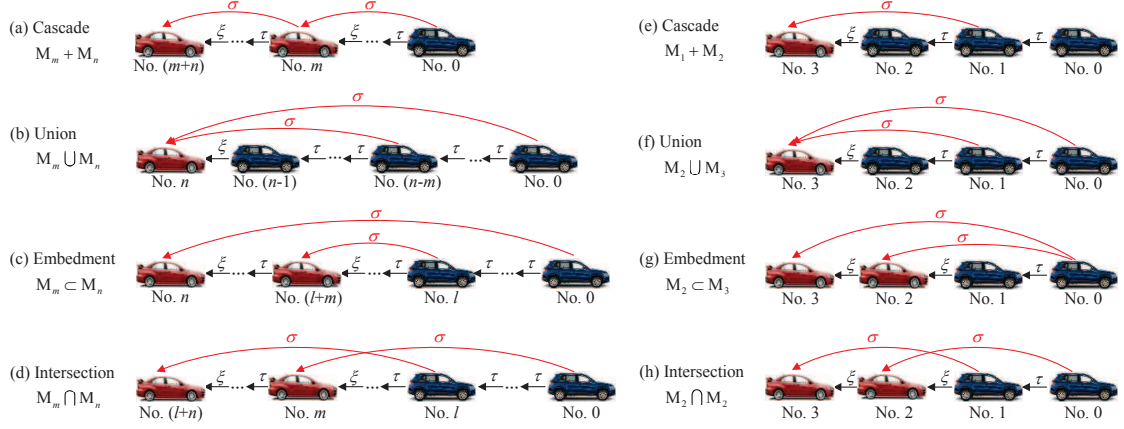 σ σ
(a) Cascade ξ ... τ ξ ... τ
M_m + M_n
No. (m+n) No. m No. 0
σ
(b) Union σ
M_m ⋃ M_n ξ τ ... τ τ ... τ
No. n No. (n-1) No. (n-m) No. 0
σ
(c) Embedment σ
M_m ⊂ M_n ξ ... τ ξ ... τ τ ... τ
No. n No. (l+m) No. l No. 0
σ σ
(d) Intersection ξ ... τ ξ ... τ τ ... τ
M_m ⋂ M_n
No. (l+n) No. m No. l No. 0
σ
(e) Cascade ξ τ τ
M_1 + M_2
No. 3 No. 2 No. 1 No. 0
σ
(f) Union σ
M_2 ⋃ M_3 ξ τ τ
No. 3 No. 2 No. 1 No. 0
σ
(g) Embedment σ
M_2 ⊂ M_3 ξ ξ τ
No. 3 No. 2 No. 1 No. 0
σ σ
(h) Intersection ξ ξ τ
M_2 ⋂ M_2
No. 3 No. 2 No. 1 No. 0